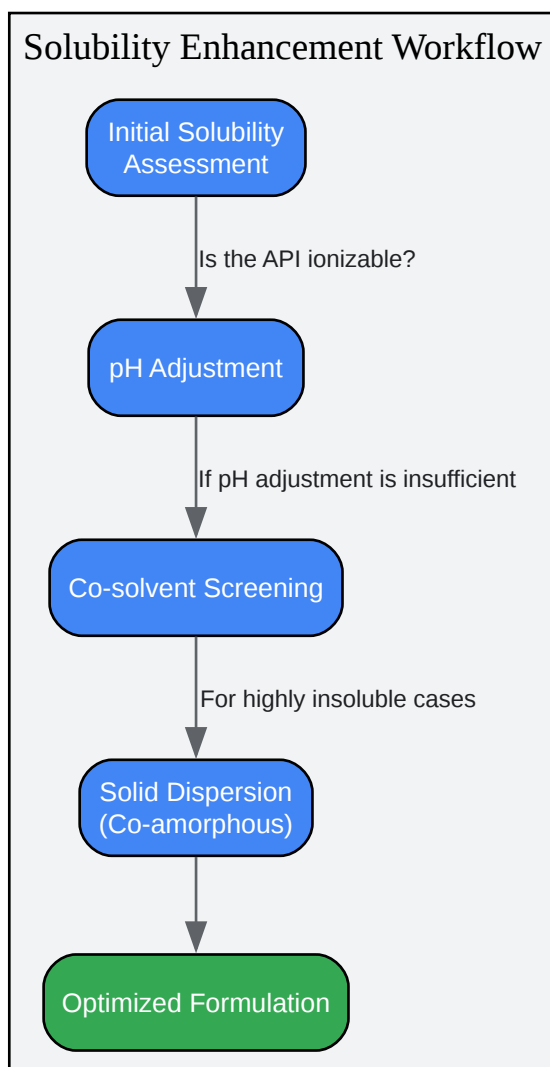 Solubility Enhancement Workflow
Initial Solubility
Assessment
Is the API ionizable?
pH Adjustment
If pH adjustment is insufficient
Co-solvent Screening
For highly insoluble cases
Solid Dispersion
(Co-amorphous)
Optimized Formulation